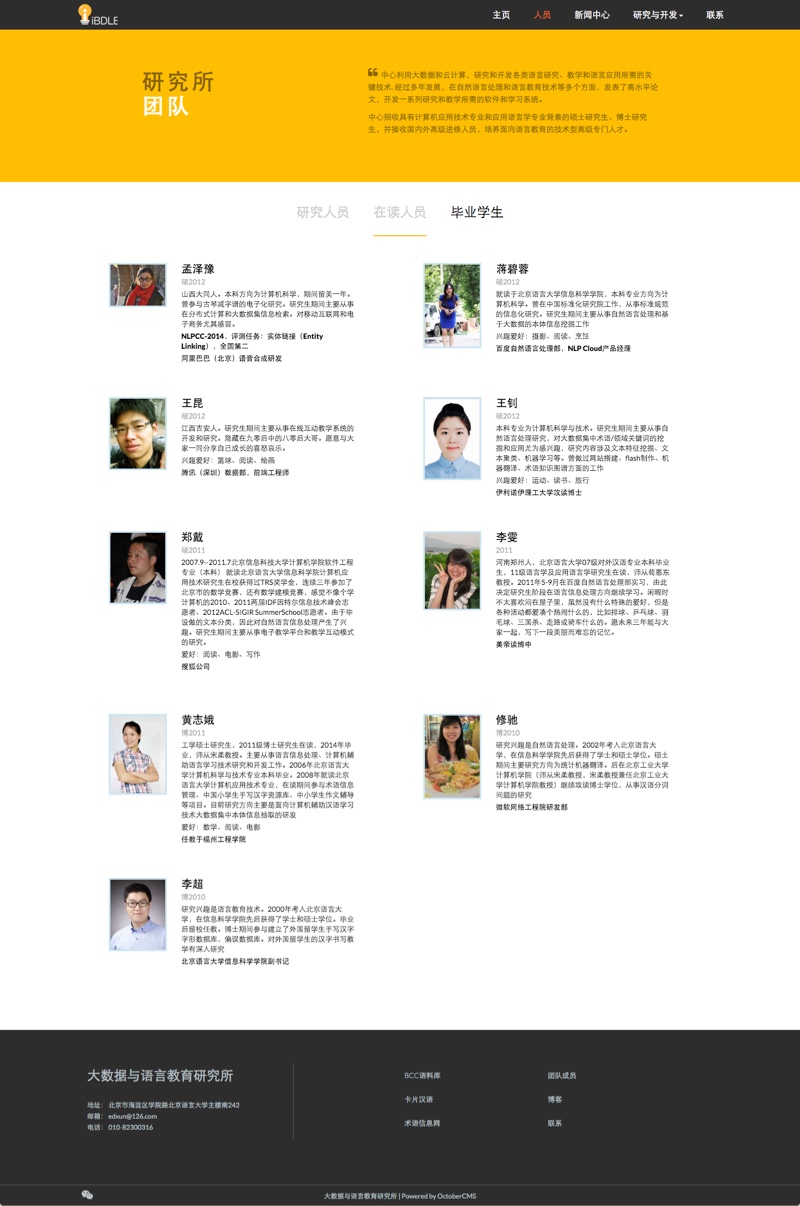 iBDLE
主页
人员
新闻中心
研究与开发
联系
研究所
团队
中心利用大数据和云计算，研究和开发各类语言研究、教学和语言应用所需的关
键技术, 经过多年发展，在自然语言处理和语言教育技术等多个方面，发表了高水平论
文，开发一系列研究和教学所需的软件和学习系统。
中心招收具有计算机应用技术专业和应用语言学专业背景的硕士研究生、博士研究
生，并接收国内外高级进修人员，培养面向语言教育的技术型高级专门人才。
研究人员
在读人员
毕业学生
孟泽豫
硕2012
山西大同人。本科方向为计算机科学，期间留美一年。
曾参与古琴减字谱的电子化研究。研究生期间主要从事
在分布式计算和大数据集信息检索。对移动互联网和电
子商务尤其感冒。
NLPCC-2014，评测任务：实体链接（Entity
Linking），全国第二
阿里巴巴（北京）语音合成研发
蒋碧蓉
硕2012
就读于北京语言大学信息科学学院，本科专业方向为计
算机科学。曾在中国标准化研究院工作，从事标准规范
的信息化研究。研究生期间主要从事自然语言处理和基
于大数据的本体信息挖掘工作
兴趣爱好：摄影、阅读、烹饪
百度自然语言处理部，NLP Cloud产品经理
王昆
硕2012
江西吉安人。研究生期间主要从事在线互动教学系统的
开发和研究。隐藏在九零后中的八零后大哥。愿意与大
家一同分享自己成长的喜怒哀乐。
兴趣爱好：篮球、阅读、绘画
腾讯（深圳）数据部，前端工程师
王钊
硕2012
本科专业为计算机科学与技术。研究生期间主要从事自
然语言处理研究，对大数据集中术语/领域关键词的挖
掘和应用尤为感兴趣，研究内容涉及文本特征挖掘、文
本聚类、机器学习等。曾做过网站搭建、flash制作、机
器翻译、术语知识图谱方面的工作
兴趣爱好：运动、读书、旅行
伊利诺伊理工大学攻读博士
郑戴
硕2011
2007.9--2011.7北京信息科技大学计算机学院软件工程
专业（本科） 就读北京语言大学信息科学学院计算机应
用技术研究生在校获得过TRS奖学金，连续三年参加了
北京市的数学竞赛，还有数学建模竞赛，感觉不像个学
计算机的2010、2011两届IDF因特尔信息技术峰会志
愿者、2012ACL-SIGIR SummerSchool志愿者。由于毕
设做的文本分类，因此对自然语言信息处理产生了兴
趣。研究生期间主要从事电子教学平台和教学互动模式
的研究。
爱好：阅读、电影、写作
搜狐公司
李雯
2011
河南郑州人，北京语言大学07级对外汉语专业本科毕业
生，11级语言学及应用语言学研究生在读，师从荀恩东
教授。2011年5-9月在百度自然语言处理部实习，由此
决定研究生阶段在语言信息处理方向继续学习。闲暇时
不太喜欢闷在屋子里，虽然没有什么特殊的爱好，但是
各种活动都爱凑个热闹什么的，比如排球、乒乓球、羽
毛球、三国杀、走路或骑车什么的。愿未来三年能与大
家一起，写下一段美丽而难忘的记忆。
美帝读博中
黄志娥
博2011
工学硕士研究生，2011级博士研究生在读，2014年毕
业，师从宋柔教授。主要从事语言信息处理、计算机辅
助语言学习技术研究和开发工作。2006年北京语言大
学计算机科学与技术专业本科毕业。2008年就读北京
语言大学计算机应用技术专业，在读期间参与术语信息
管理、中国小学生手写汉字资源库、中小学生作文辅导
等项目。目前研究方向主要是面向计算机辅助汉语学习
技术大数据集中本体信息抽取的研发
爱好：数学、阅读、电影
任教于福州工程学院
修驰
博2010
研究兴趣是自然语言处理。2002年考入北京语言大
学，在信息科学学院先后获得了学士和硕士学位。硕士
期间主要研究方向为统计机器翻译。后在北京工业大学
计算机学院（师从宋柔教授，宋柔教授兼任北京工业大
学计算机学院教授）继续攻读博士学位，从事汉语分词
问题的研究
微软网络工程院研发部
李超
博2010
研究兴趣是语言教育技术。2000年考入北京语言大
学，在信息科学学院先后获得了学士和硕士学位。毕业
后留校任教。博士期间参与建立了外国留学生手写汉字
字形数据库，偏误数据库。对外国留学生的汉字书写教
学有深入研究
北京语言大学信息科学学院副书记
大数据与语言教育研究所
地址： 北京市海淀区学院路北京语言大学主楼南242
邮箱： edxun@126.com
电话： 010-82300316
BCC语料库
团队成员
卡片汉语
博客
术语信息网
联系
大数据与语言教育研究所 | Powered by OctoberCMS